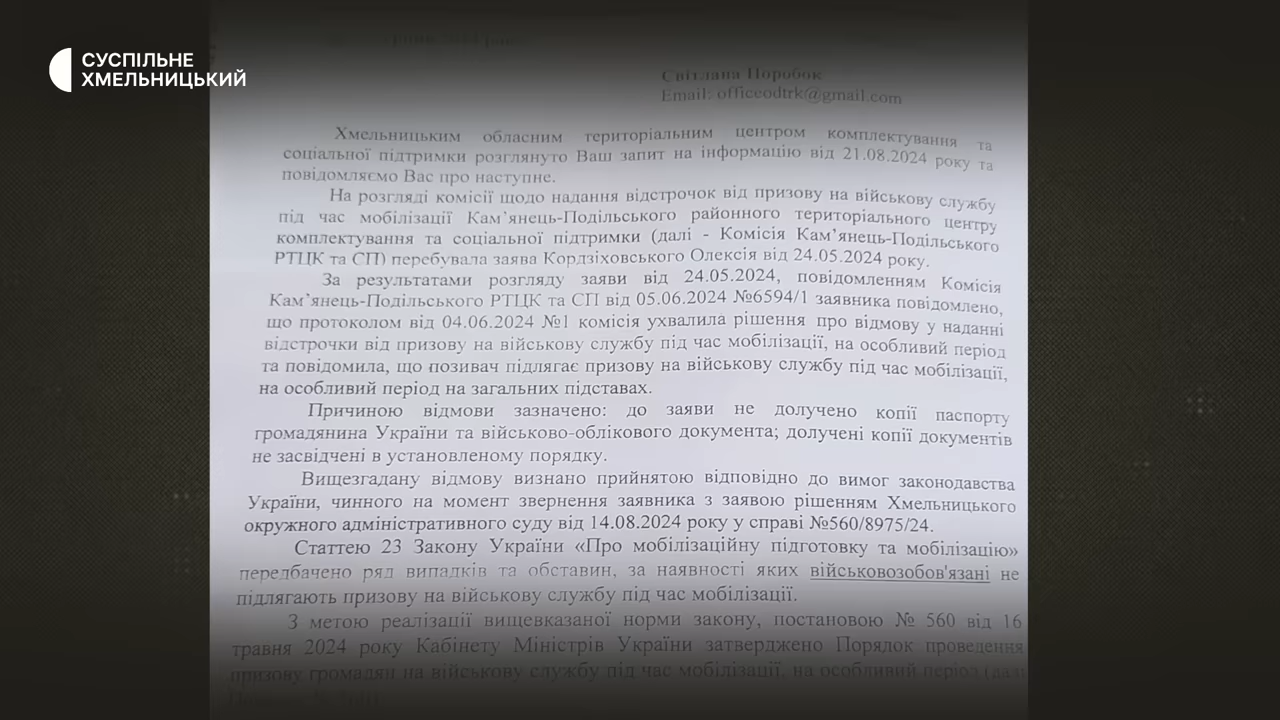 СУСПІЛЬНЕ
ХМЕЛЬНИЦЬКИЙ
Світлана Поробок
Email: officeodtrk@gmail.com
Хмельницьким обласним територіальним центром комплектування та
соціальної підтримки розглянуто Ваш запит на інформацію від 21.08.2024 року та
повідомляємо Вас про наступне.
На розгляді комісії щодо надання відстрочок від призову на військову службу
під час мобілізації Кам’янець-Подільського районного територіального центру
комплектування та соціальної підтримки (далі - Комісія Кам’янець-Подільського
РТЦК та СП) перебувала заява Кордзіховського Олексія від 24.05.2024 року.
За результатами розгляду заяви від 24.05.2024, повідомленням Комісія
Кам’янець-Подільського РТЦК та СП від 05.06.2024 №6594/1 заявника повідомлено,
що протоколом від 04.06.2024 №1 комісія ухвалила рішення про відмову у наданні
відстрочки від призову на військову службу під час мобілізації, на особливий період
та повідомила, що позивач підлягає призову на військову службу під час мобілізації,
на особливий період на загальних підставах.
Причиною відмови зазначено: до заяви не долучено копії паспорту
громадянина України та військово-облікового документа; долучені копії документів
не засвідчені в установленому порядку.
Вищезгадану відмову визнано прийнятою відповідно до вимог законодавства
України, чинного на момент звернення заявника з заявою рішенням Хмельницького
окружного адміністративного суду від 14.08.2024 року у справі №560/8975/24.
Статтею 23 Закону України «Про мобілізаційну підготовку та мобілізацію»
передбачено ряд випадків та обставин, за наявності яких військовозобов'язані не
підлягають призову на військову службу під час мобілізації.
З метою реалізації вищевказаної норми закону, постановою № 560 від 16
травня 2024 року Кабінету Міністрів України затверджено Порядок проведення
призову громадян на військову службу під час мобілізації, на особливий період (далі